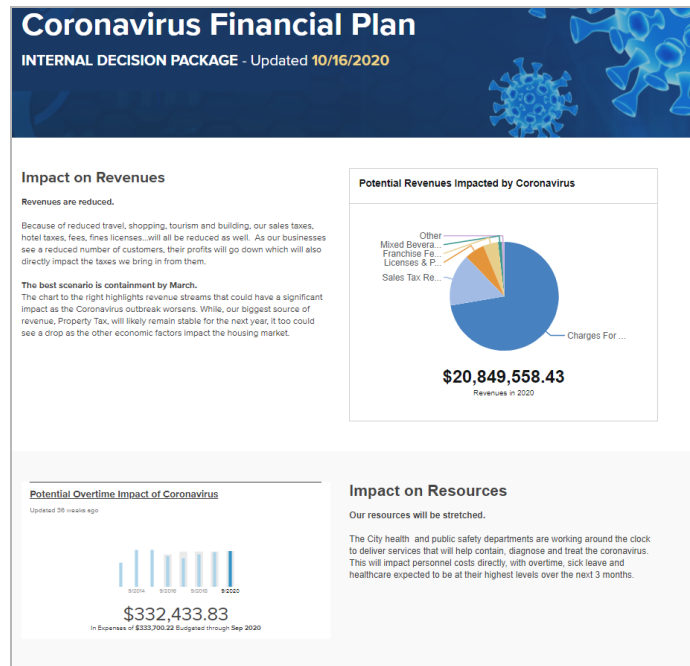 Coronavirus Financial Plan
INTERNAL DECISION PACKAGE - Updated 10/16/2020
Impact on Revenues
Revenues are reduced.
Because of reduced travel, shopping, tourism and building, our sales taxes,
hotel taxes, fees, fines licenses...will all be reduced as well. As our businesses
see a reduced number of customers, their profits will go down which will also
directly impact the taxes we bring in from them.
The best scenario is containment by March.
The chart to the right highlights revenue streams that could have a significant
impact as the Coronavirus outbreak worsens. While, our biggest source of
revenue, Property Tax, will likely remain stable for the next year, it too could
see a drop as the other economic factors impact the housing market.
Potential Revenues Impacted by Coronavirus
Other
Mixed Bevera...
Franchise Fe...
Licenses & P...
Sales Tax Re...
Charges For ...
$20,849,558.43
Revenues in 2020
Potential Overtime Impact of Coronavirus
Updated 36 weeks ago
9/2014 9/2016 9/2018 9/2020
$332,433.83
In Expenses of $333,700.22 Budgeted through Sep 2020
Impact on Resources
Our resources will be stretched.
The City health and public safety departments are working around the clock
to deliver services that will help contain, diagnose and treat the coronavirus.
This will impact personnel costs directly, with overtime, sick leave and
healthcare expected to be at their highest levels over the next 3 months.